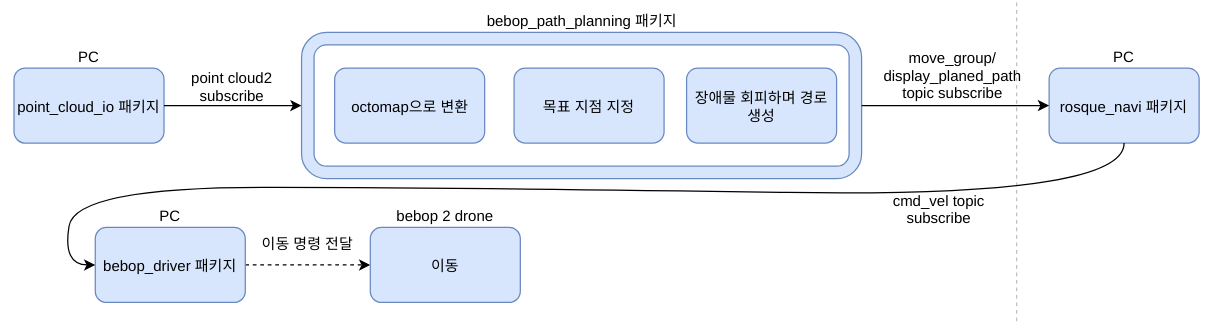 bebop_path_planning 패키지
PC
point_cloud_io 패키지
point cloud2
subscribe
octomap으로 변환
목표 지점 지정
장애물 회피하며 경로
생성
move_group/
display_planed_path
topic subscribe
PC
rosque_navi 패키지
cmd_vel topic
subscribe
PC
bebop_driver 패키지
이동 명령 전달
bebop 2 drone
이동